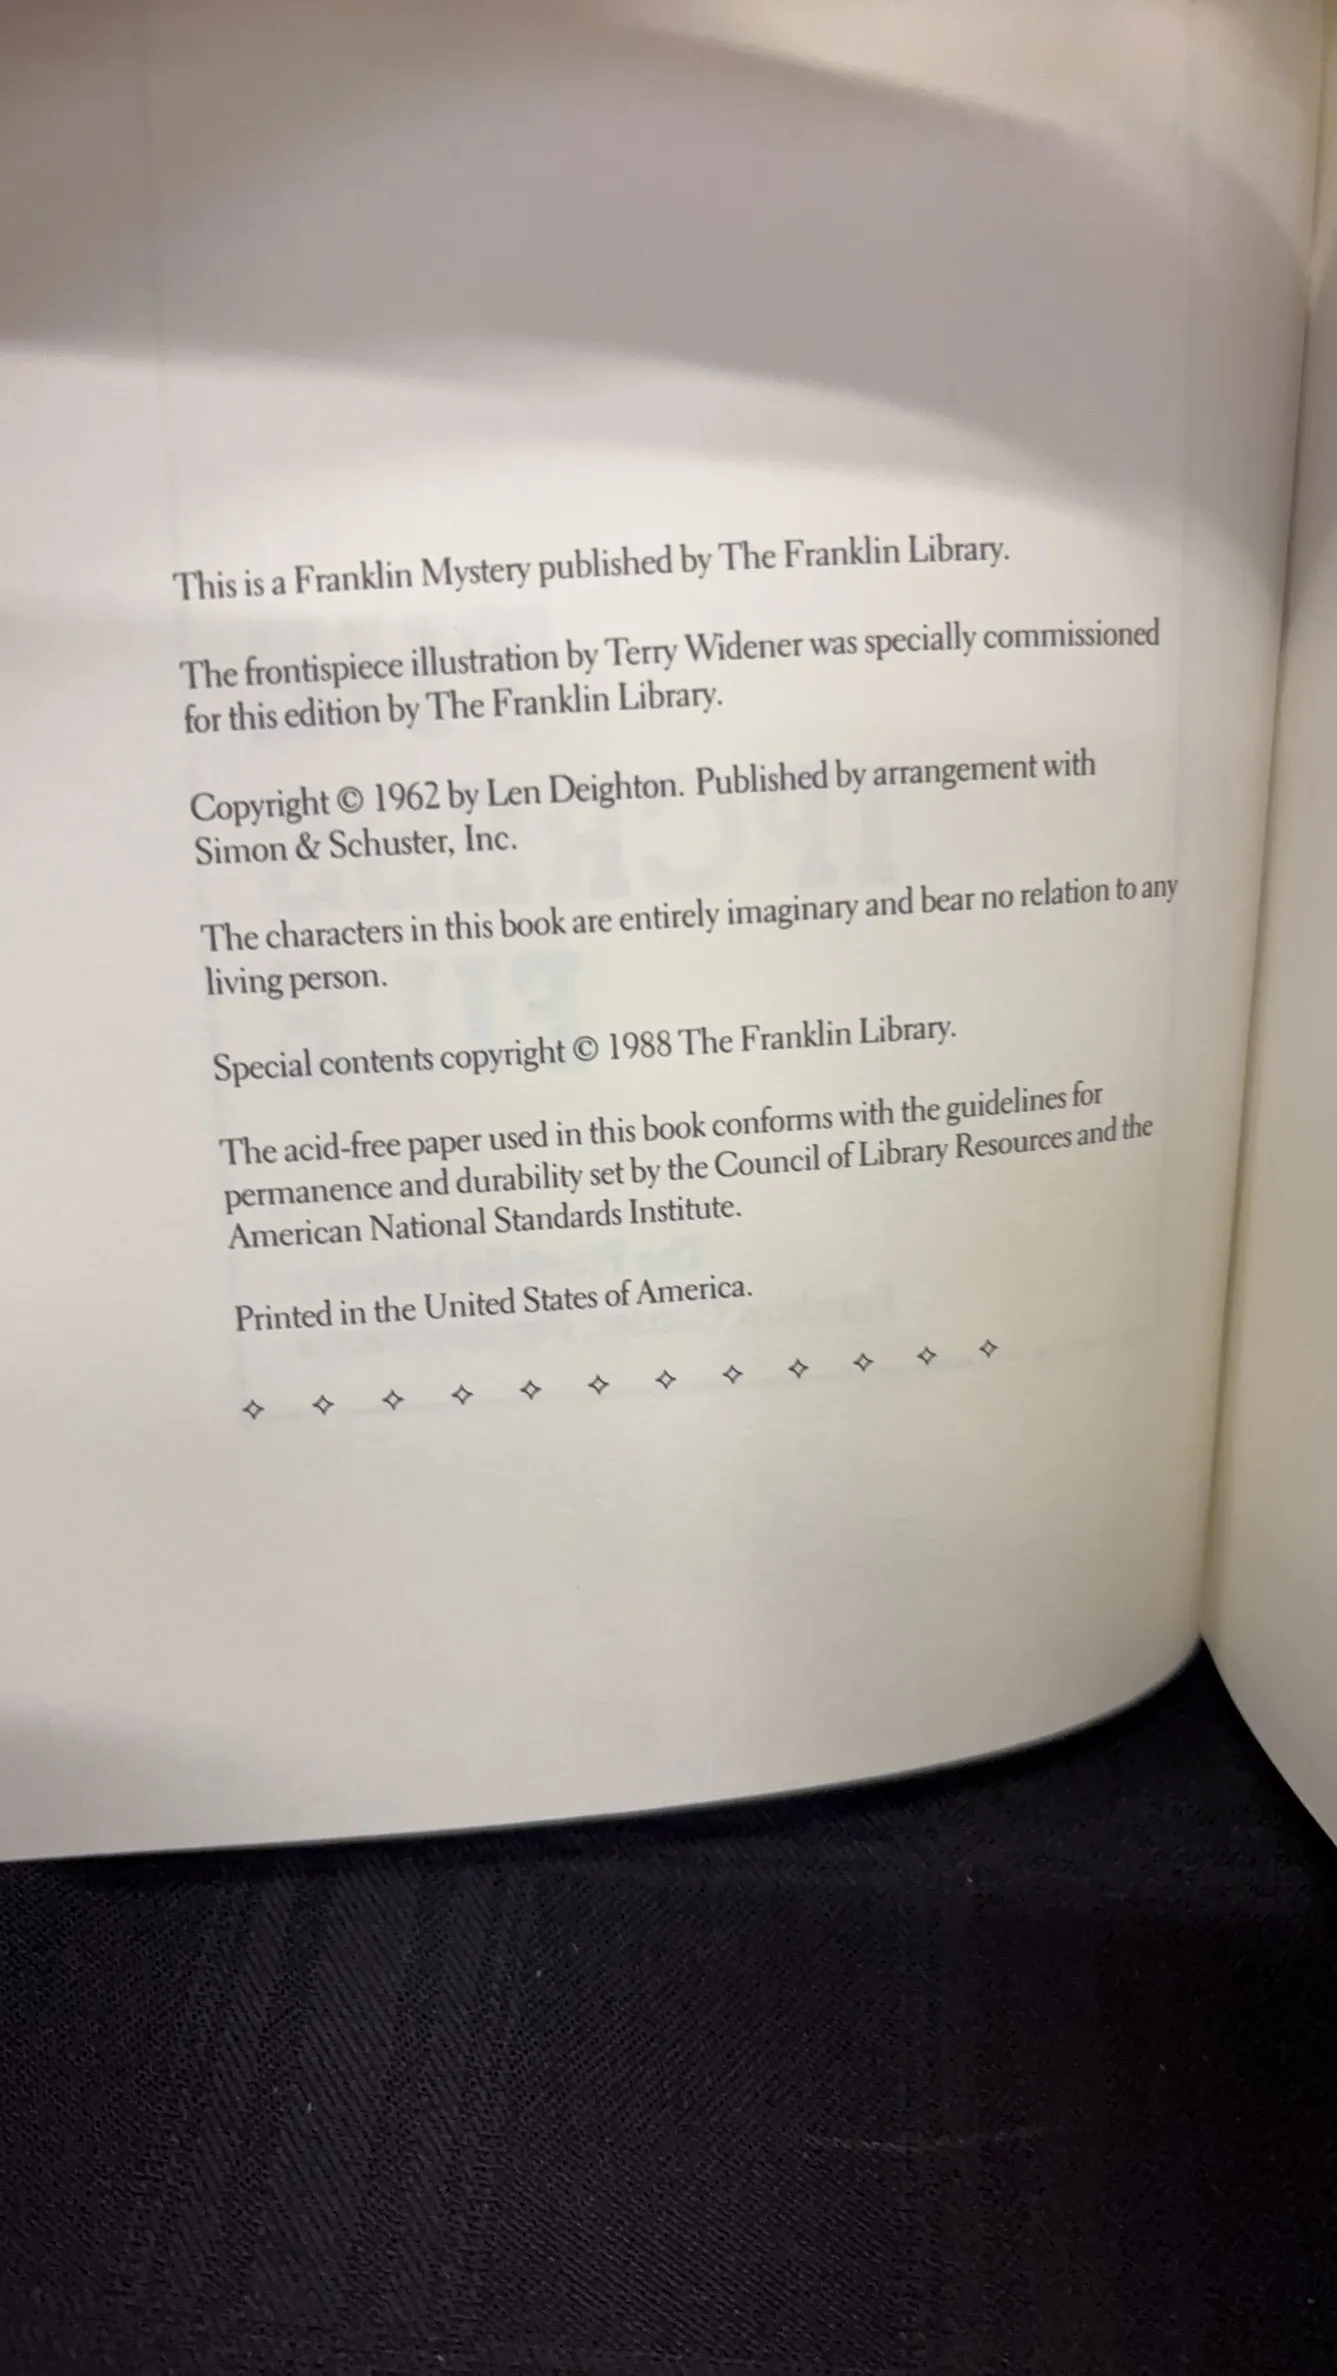 This is a Franklin Mystery published by The Franklin Library.
The frontispiece illustration by Terry Widener was specially commissioned
for this edition by The Franklin Library.
Copyright © 1962 by Len Deighton. Published by arrangement with
Simon & Schuster, Inc.
The characters in this book are entirely imaginary and bear no relation to any
living person.
Special contents copyright © 1988 The Franklin Library.
The acid-free paper used in this book conforms with the guidelines for
permanence and durability set by the Council of Library Resources and the
American National Standards Institute.
Printed in the United States of America.